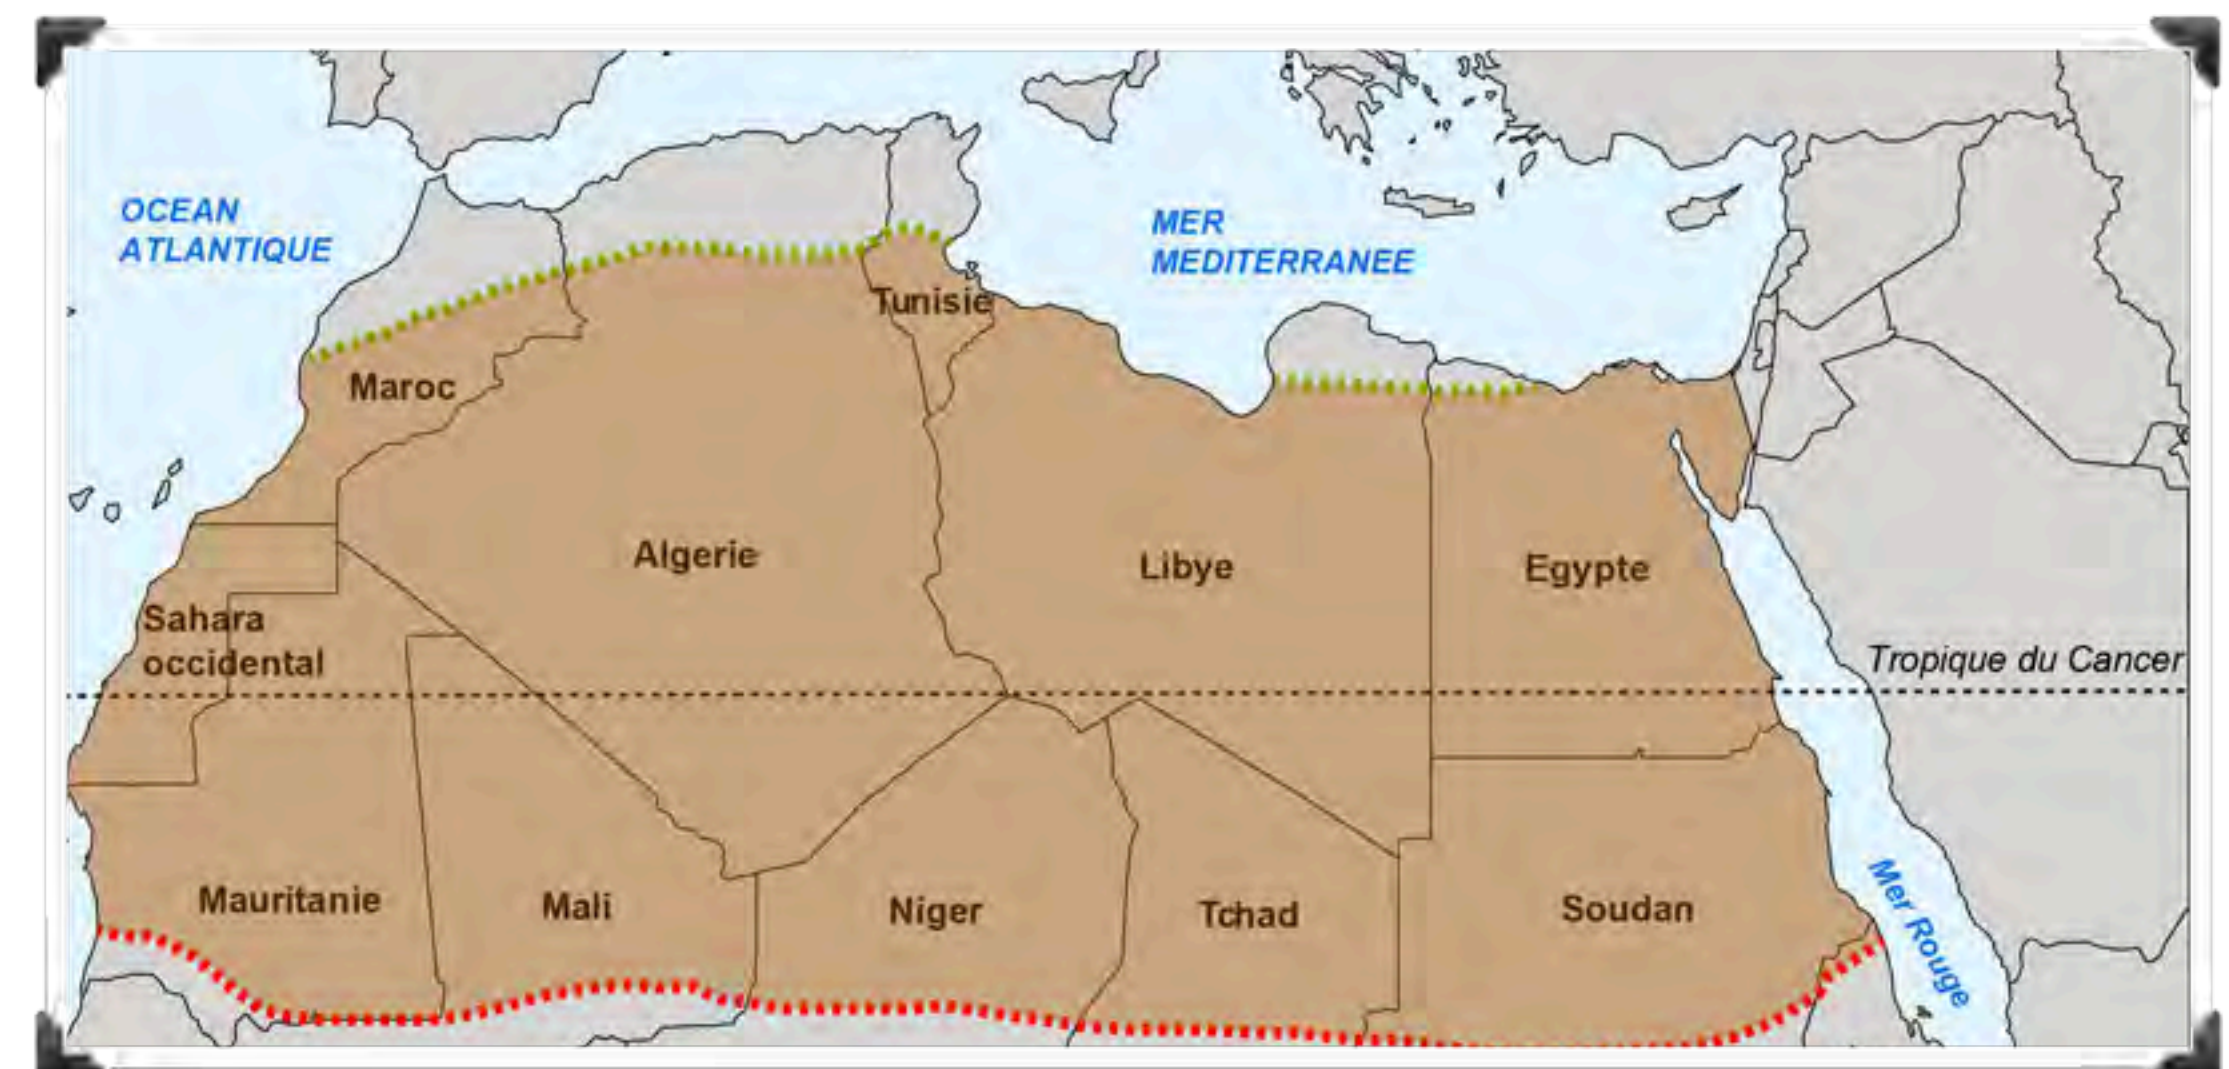 OCEAN
ATLANTIQUE
MER
MEDITERRANEE
Tunisie
Maroc
Algerie
Libye
Egypte
Sahara
occidental
Tropique du Cancer
Mauritanie
Mali
Niger
Tchad
Soudan
Mer Rouge